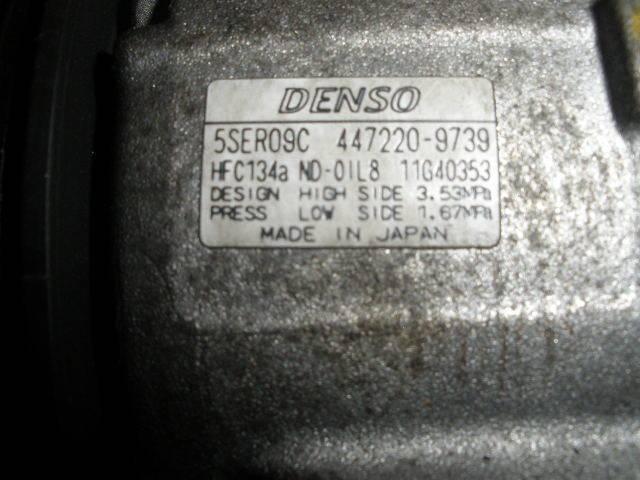 DENSO
5SER09C 447220-9739
HFC134a ND-OIL8 11G40353
DESIGN HIGH SIDE 3.53MPa
PRESS LOW SIDE 1.67MPa
MADE IN JAPAN